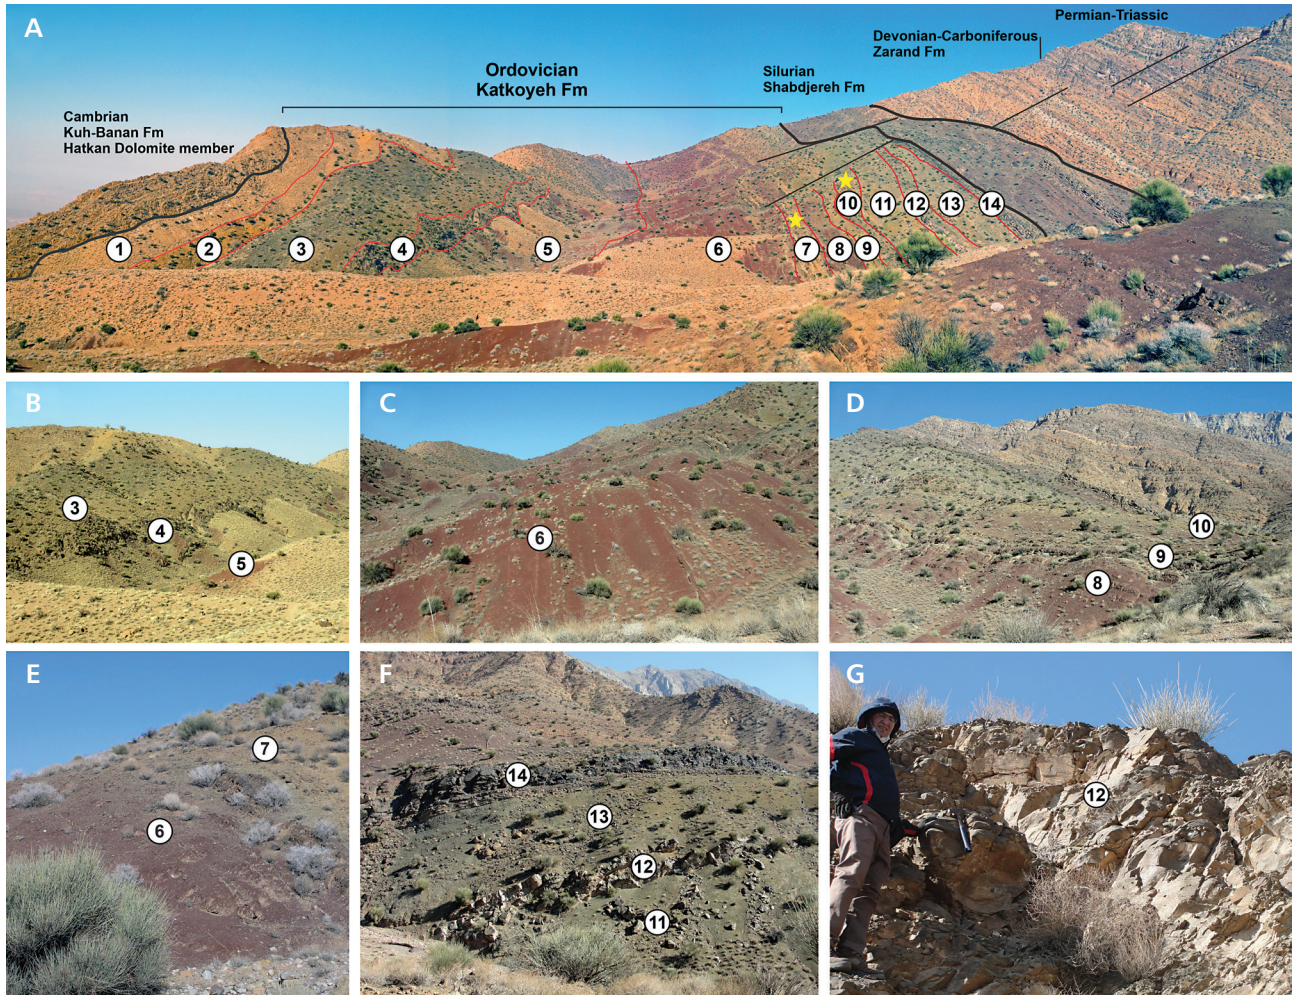 A
Permian-Triassic
Devonian-Carboniferous
Zarand Fm
Ordovician
Katkoyeh Fm
Silurian
Shabdjereh Fm
Cambrian
Kuh-Banan Fm
Hatkan Dolomite member
1
2
3
4
5
6
7
8
9
10
11
12
13
14
B
3
4
5
C
6
D
10
9
8
E
7
6
F
14
13
12
11
G
12